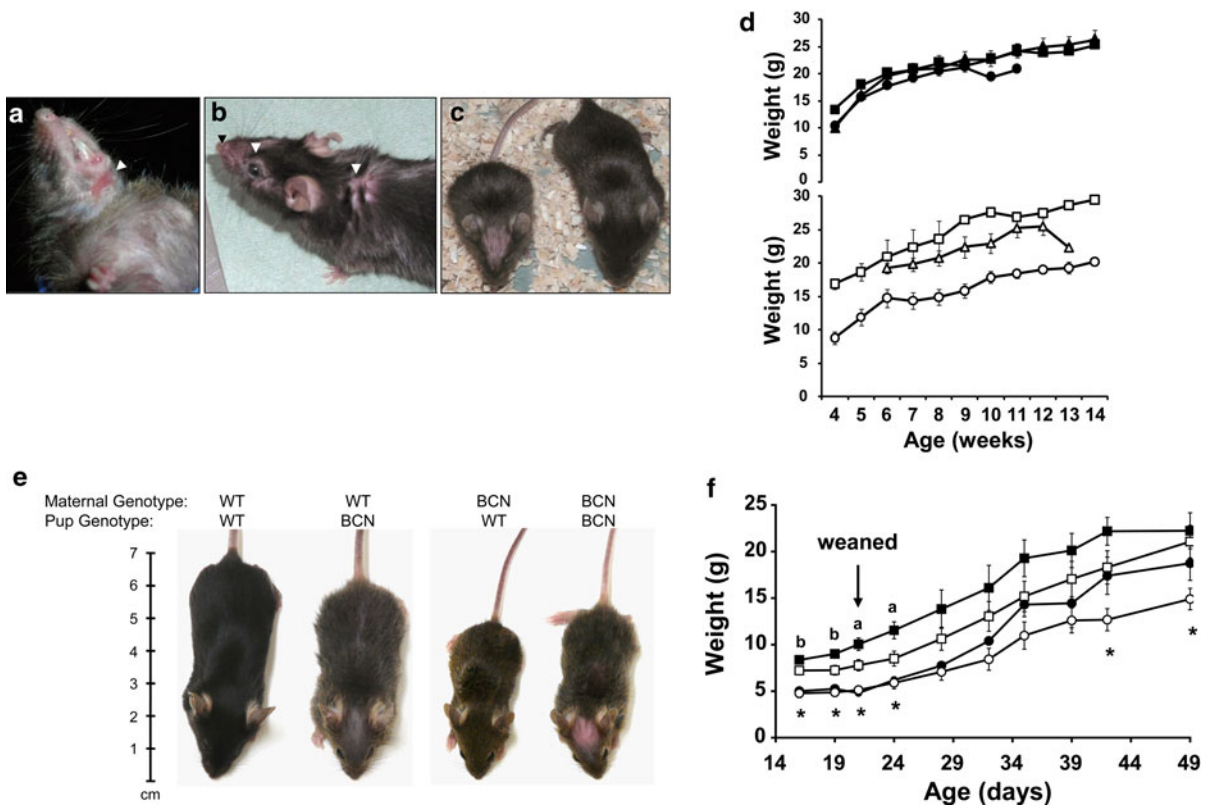 a
b
c
d
Weight (g)
30
25
20
15
10
5
0
Weight (g)
30
25
20
15
10
5
0
4 5 6 7 8 9 10 11 12 13 14
Age (weeks)
e
Maternal Genotype: WT WT BCN BCN
Pup Genotype: WT BCN WT BCN
7
6
5
4
3
2
1
cm
f
Weight (g)
25
20
15
10
5
0
weaned
b b a a
* * * * * *
14 19 24 29 34 39 44 49
Age (days)